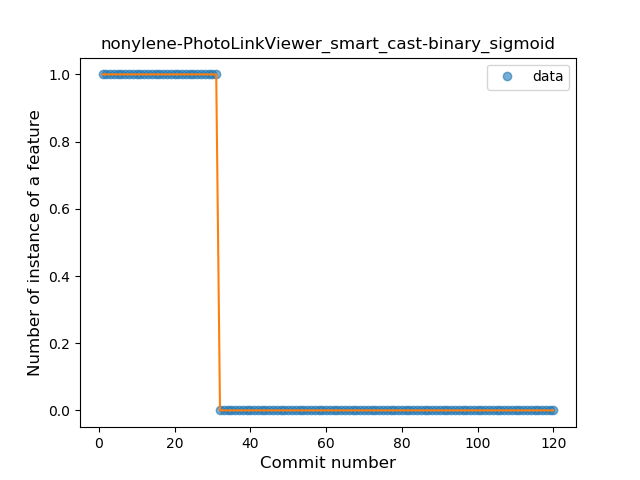 nonylene-PhotoLinkViewer_smart_cast-binary_sigmoid
data
Number of instance of a feature
1.0
0.8
0.6
0.4
0.2
0.0
0 20 40 60 80 100 120
Commit number